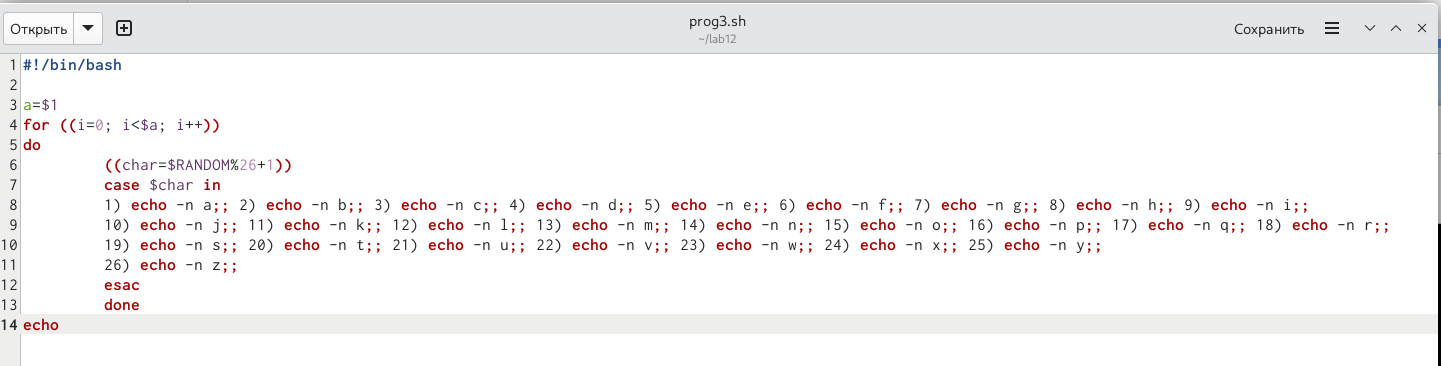 Открыть
prog3.sh
~/lab12
Сохранить
1 #!/bin/bash
2
3 a=$1
4 for ((i=0; i<$a; i++))
5 do
6 ((char=$RANDOM%26+1))
7 case $char in
8 1) echo -n a;; 2) echo -n b;; 3) echo -n c;; 4) echo -n d;; 5) echo -n e;; 6) echo -n f;; 7) echo -n g;; 8) echo -n h;; 9) echo -n i;;
9 10) echo -n j;; 11) echo -n k;; 12) echo -n l;; 13) echo -n m;; 14) echo -n n;; 15) echo -n o;; 16) echo -n p;; 17) echo -n q;; 18) echo -n r;;
10 19) echo -n s;; 20) echo -n t;; 21) echo -n u;; 22) echo -n v;; 23) echo -n w;; 24) echo -n x;; 25) echo -n y;;
11 26) echo -n z;;
12 esac
13 done
14 echo